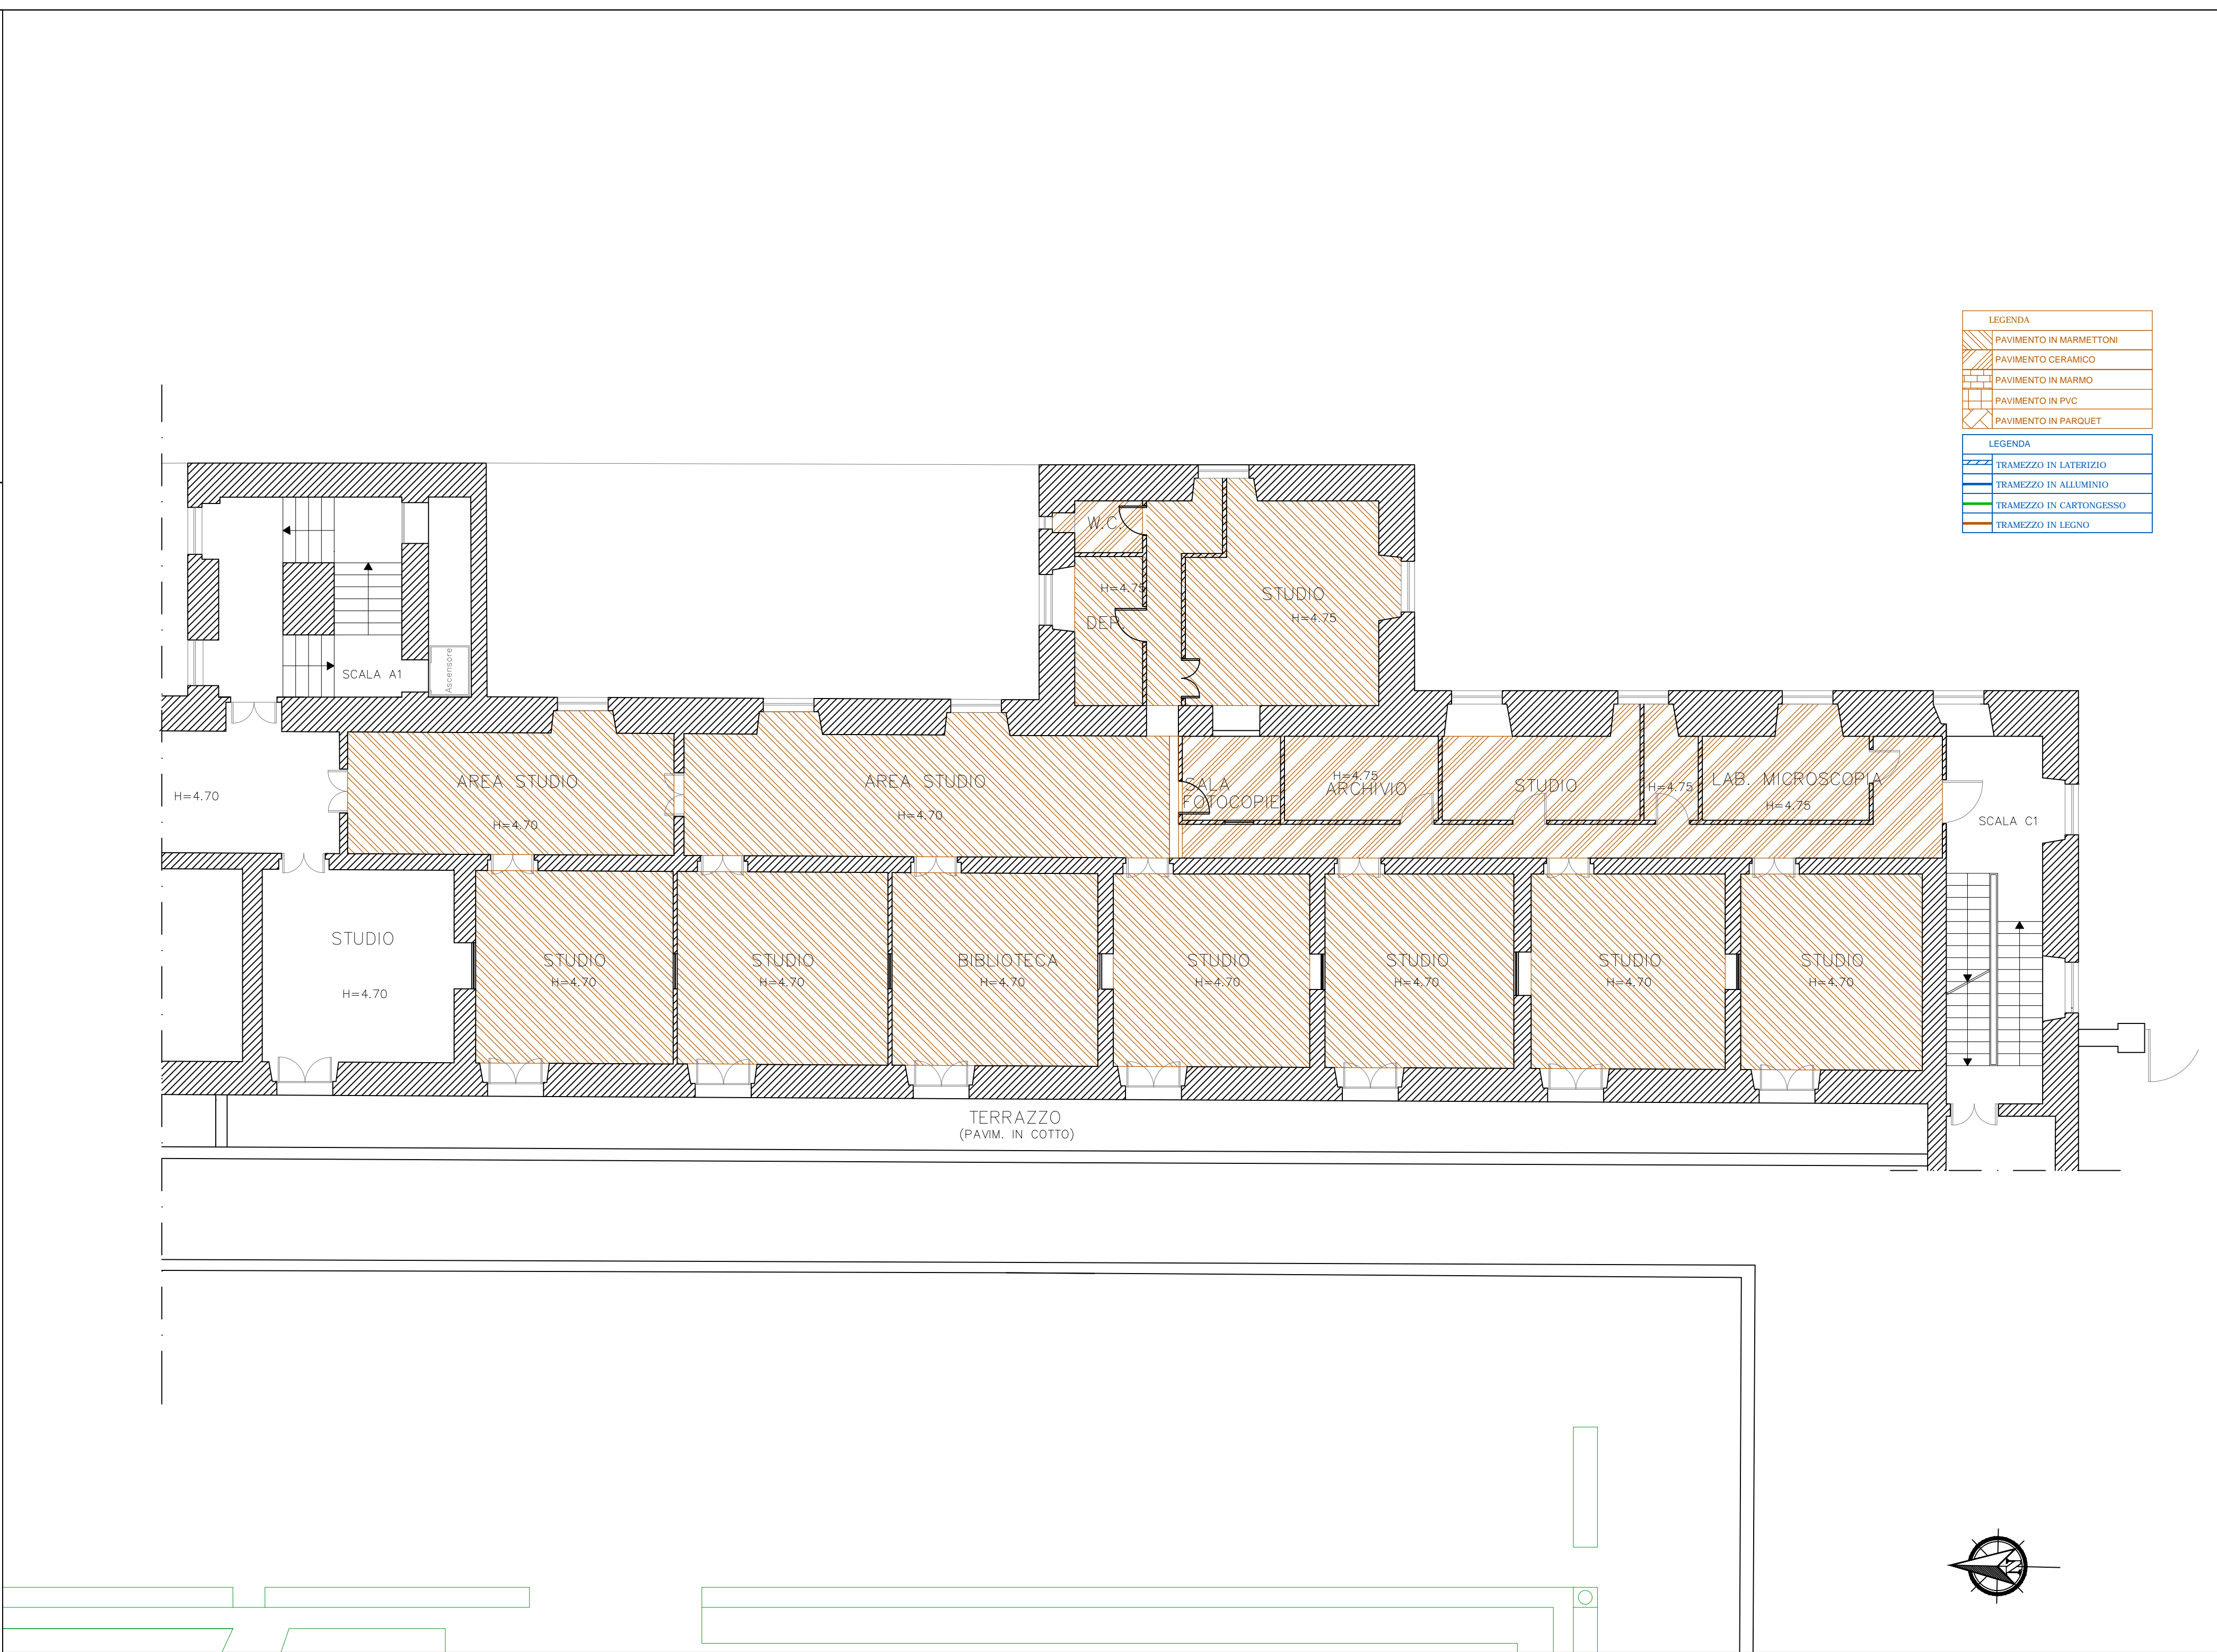 LEGENDA
PAVIMENTO IN MARMETTONI
PAVIMENTO CERAMICO
PAVIMENTO IN MARMO
PAVIMENTO IN PVC
PAVIMENTO IN PARQUET
LEGENDA
TRAMEZZO IN LATERIZIO
TRAMEZZO IN ALLUMINIO
TRAMEZZO IN CARTONGESSO
TRAMEZZO IN LEGNO
W.C.
H=4.75
DEP.
STUDIO
H=4.75
SCALA A1
Ascensore
H=4.70
AREA STUDIO
H=4.70
AREA STUDIO
H=4.70
SALA
FOTOCOPIE
H=4.75
ARCHIVIO
STUDIO
H=4.75
LAB. MICROSCOPIA
H=4.75
SCALA C1
STUDIO
H=4.70
STUDIO
H=4.70
STUDIO
H=4.70
BIBLIOTECA
H=4.70
STUDIO
H=4.70
STUDIO
H=4.70
STUDIO
H=4.70
STUDIO
H=4.70
TERRAZZO
(PAVIM. IN COTTO)
N